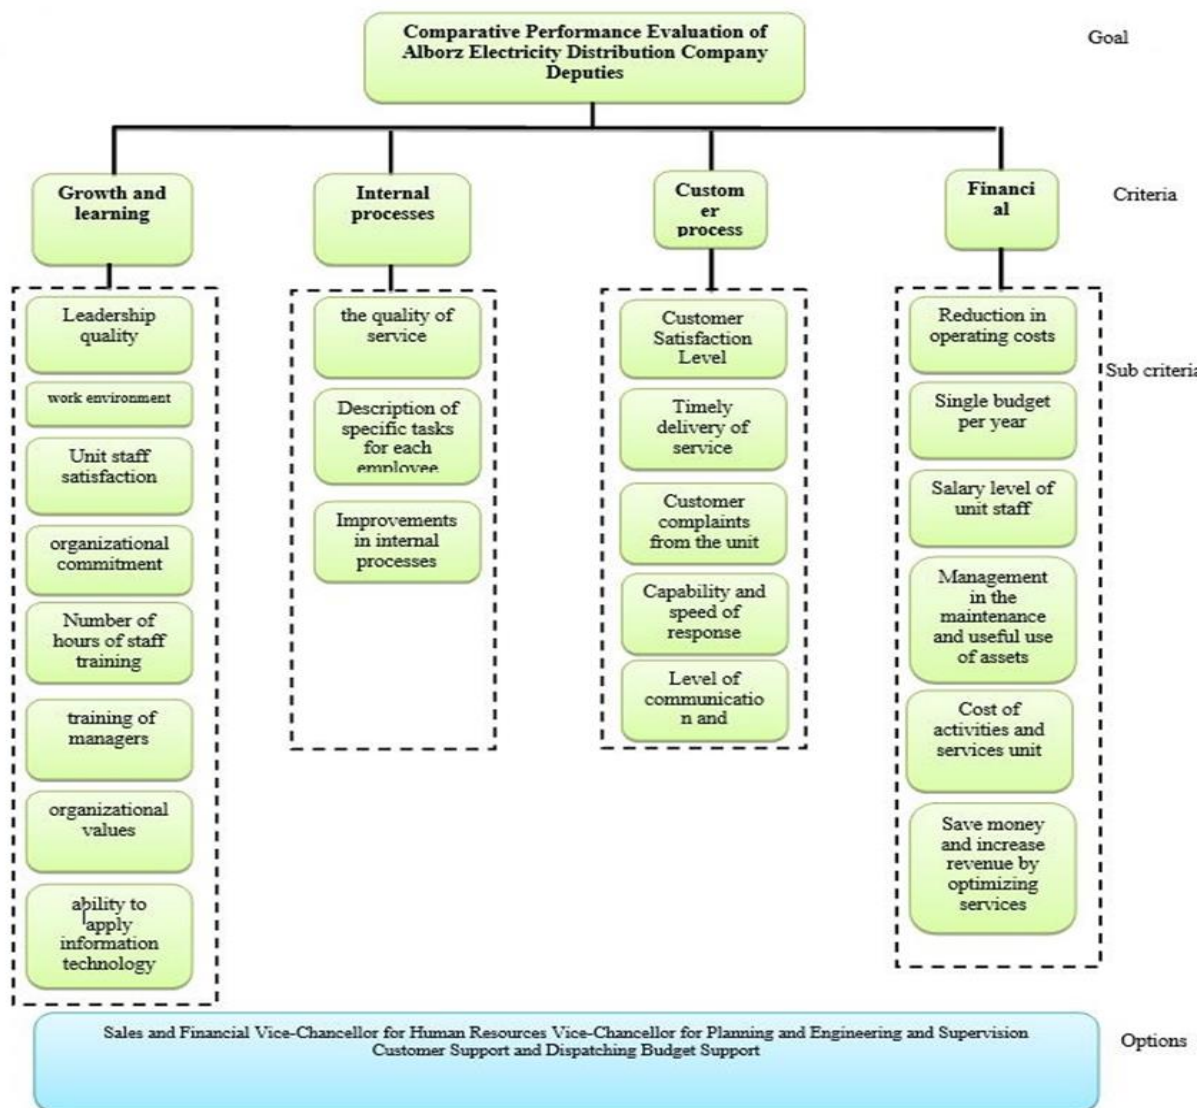 Comparative Performance Evaluation of
Alborz Electricity Distribution Company
Deputies
Goal
Growth and
learning
Internal
processes
Custom
er
process
Financi
al
Criteria
Leadership
quality
work environment
Unit staff
satisfaction
organizational
commitment
Number of
hours of staff
training
training of
managers
organizational
values
ability to
apply
information
technology
the quality of
service
Description of
specific tasks
for each
employee
Improvements
in internal
processes
Customer
Satisfaction
Level
Timely
delivery of
service
Customer
complaints
from the unit
Capability and
speed of
response
Level of
communicatio
n and
Reduction in
operating costs
Single budget
per year
Salary level of
unit staff
Management
in the
maintenance
and useful use
of assets
Cost of
activities and
services unit
Save money
and increase
revenue by
optimizing
services
Sub criteria
Sales and Financial Vice-Chancellor for Human Resources Vice-Chancellor for Planning and Engineering and Supervision
Customer Support and Dispatching Budget Support
Options